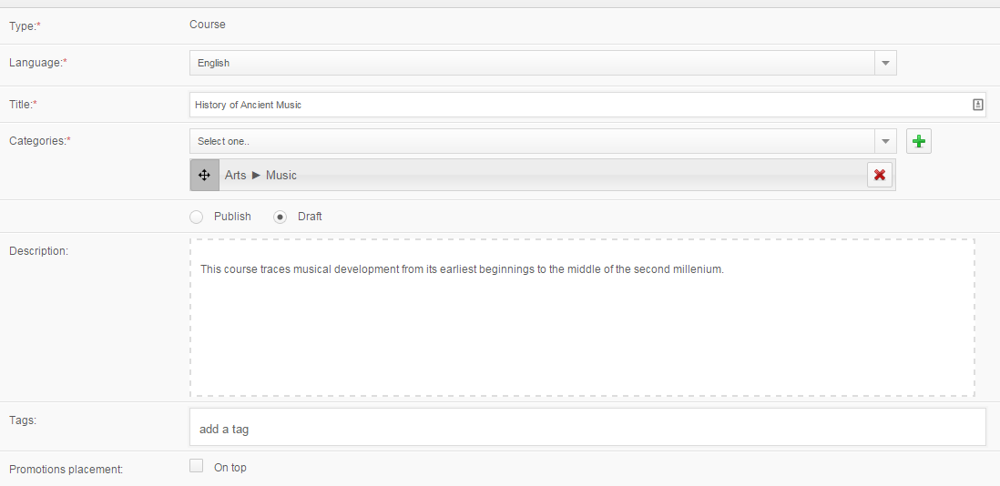 Type:* Course
Language:* English
Title:* History of Ancient Music
Categories:* Select one..
Arts ► Music
Publish Draft
Description:
This course traces musical development from its earliest beginnings to the middle of the second millenium.
Tags: add a tag
Promotions placement: On top